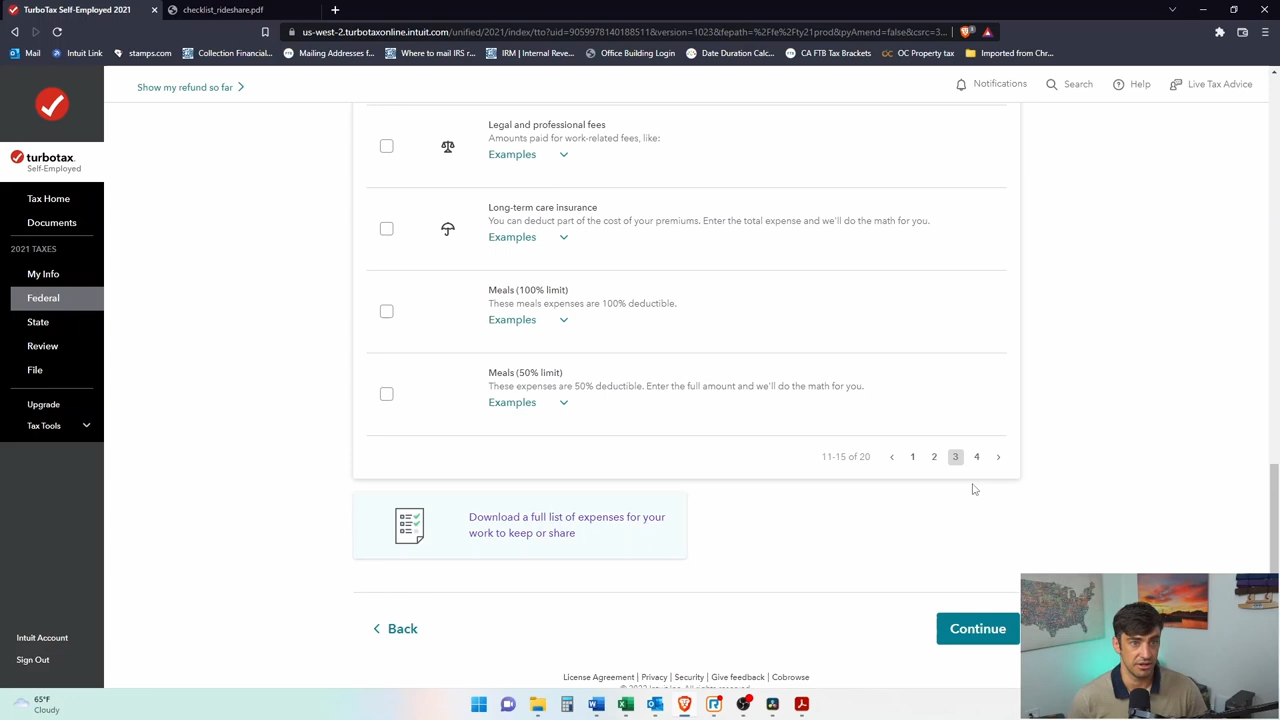 TurboTax Self-Employed 2021
checklist_rideshare.pdf
us-west-2.turbotaxonline.intuit.com/unified/2021/index/tto?uid=9059978140188511&version=1023&fepath=%2Ffe%2Fty21prod&pyAmend=false&csrc=3...
Mail
Intuit Link
stamps.com
Collection Financial...
Mailing Addresses f...
Where to mail IRS r...
IRM | Internal Reve...
Office Building Login
Date Duration Calc...
CA FTB Tax Brackets
OC Property tax
Imported from Chr...
Show my refund so far
Notifications
Search
Help
Live Tax Advice
turbotax
Self-Employed
Tax Home
Documents
2021 TAXES
My Info
Federal
State
Review
File
Upgrade
Tax Tools
Intuit Account
Sign Out
Legal and professional fees
Amounts paid for work-related fees, like:
Examples
Long-term care insurance
You can deduct part of the cost of your premiums. Enter the total expense and we'll do the math for you.
Examples
Meals (100% limit)
These meals expenses are 100% deductible.
Examples
Meals (50% limit)
These expenses are 50% deductible. Enter the full amount and we'll do the math for you.
Examples
11-15 of 20 1 2 3 4
Download a full list of expenses for your
work to keep or share
Back
Continue
License Agreement | Privacy | Security | Give feedback | Cobrowse
65°F
Cloudy